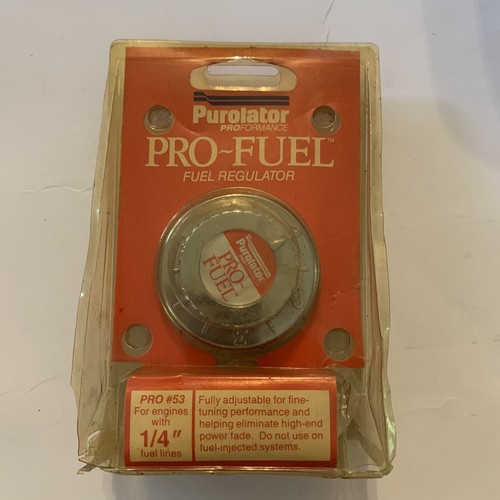 Purolator
PROFORMANCE
PRO~FUEL™
FUEL REGULATOR
Purolator
PRO-
FUEL
PRO #53
For engines
with
1/4"
fuel lines
Fully adjustable for fine-
tuning performance and
helping eliminate high-end
power fade. Do not use on
fuel-injected systems.